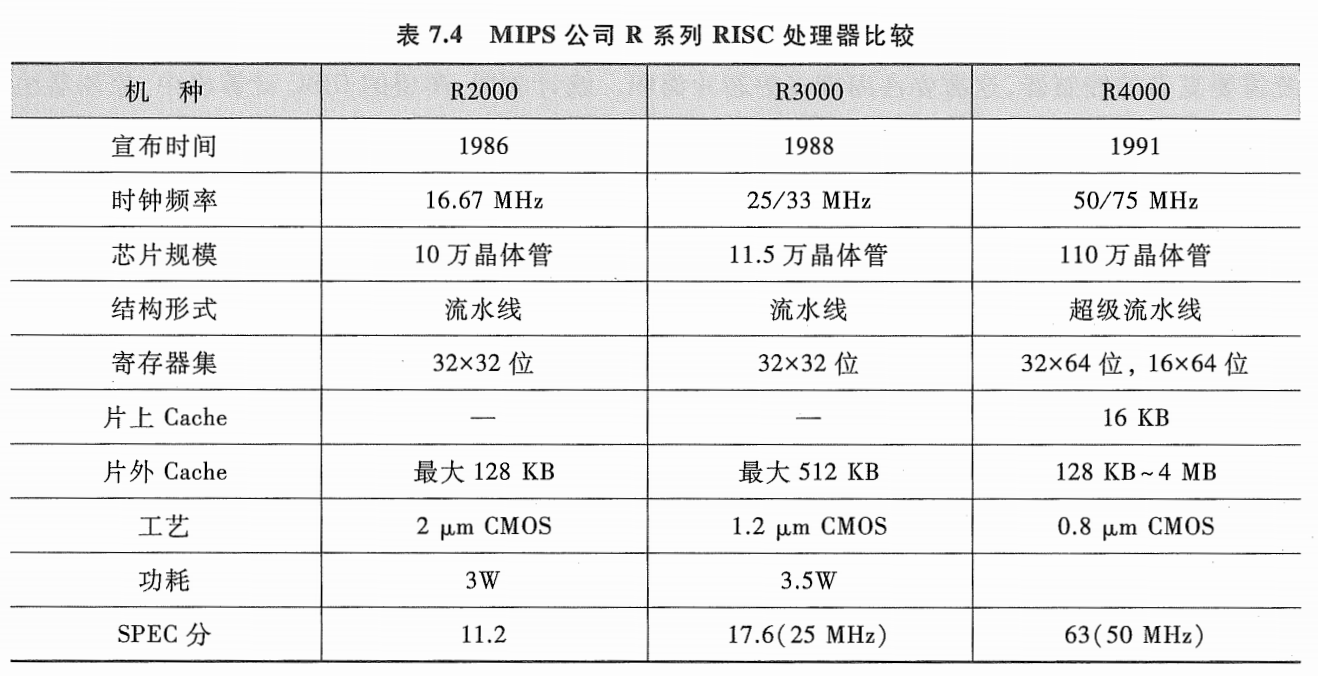 表 7.4 MIPS 公司 R 系列 RISC 处理器比较
机 种 R2000 R3000 R4000
宣布时间 1986 1988 1991
时钟频率 16.67 MHz 25/33 MHz 50/75 MHz
芯片规模 10 万晶体管 11.5 万晶体管 110 万晶体管
结构形式 流水线 流水线 超级流水线
寄存器集 32×32 位 32×32 位 32×64 位, 16×64 位
片上 Cache — — 16 KB
片外 Cache 最大 128 KB 最大 512 KB 128 KB~4 MB
工艺 2 μm CMOS 1.2 μm CMOS 0.8 μm CMOS
功耗 3W 3.5W
SPEC 分 11.2 17.6(25 MHz) 63(50 MHz)